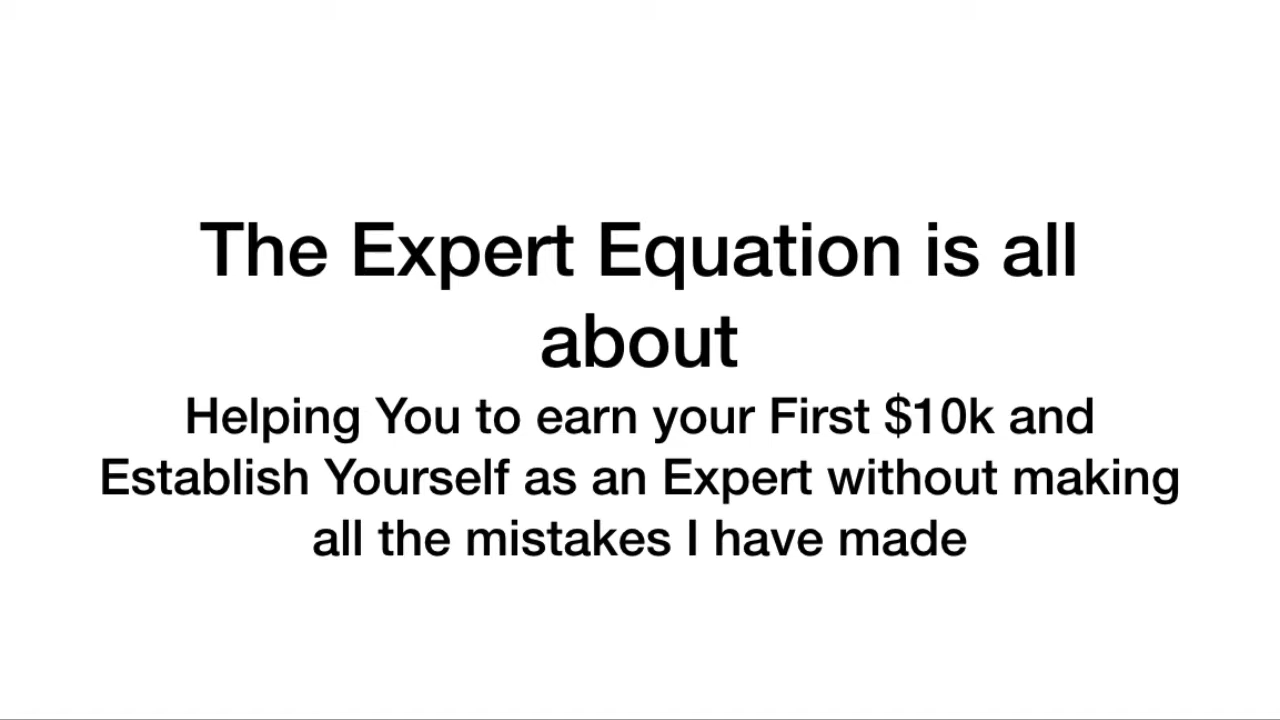 The Expert Equation is all
about
Helping You to earn your First $10k and
Establish Yourself as an Expert without making
all the mistakes I have made